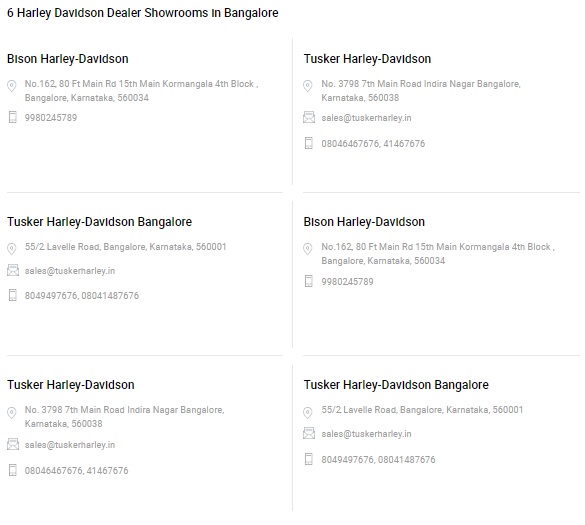 6 Harley Davidson Dealer Showrooms in Bangalore
Bison Harley-Davidson
No.162, 80 Ft Main Rd 15th Main Kormangala 4th Block ,
Bangalore, Karnataka, 560034
9980245789
Tusker Harley-Davidson
No. 3798 7th Main Road Indira Nagar Bangalore,
Karnataka, 560038
sales@tuskerharley.in
08046467676, 41467676
Tusker Harley-Davidson Bangalore
55/2 Lavelle Road, Bangalore, Karnataka, 560001
sales@tuskerharley.in
8049497676, 08041487676
Bison Harley-Davidson
No.162, 80 Ft Main Rd 15th Main Kormangala 4th Block ,
Bangalore, Karnataka, 560034
9980245789
Tusker Harley-Davidson
No. 3798 7th Main Road Indira Nagar Bangalore,
Karnataka, 560038
sales@tuskerharley.in
08046467676, 41467676
Tusker Harley-Davidson Bangalore
55/2 Lavelle Road, Bangalore, Karnataka, 560001
sales@tuskerharley.in
8049497676, 08041487676